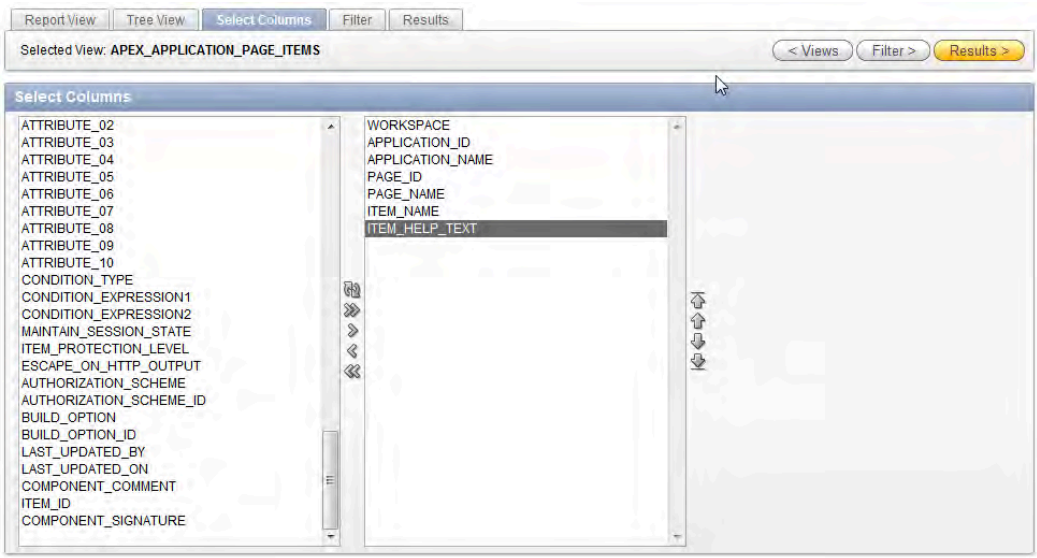 Report View Tree View Select Columns Filter Results
Selected View: APEX_APPLICATION_PAGE_ITEMS < Views Filter > Results >
Select Columns
ATTRIBUTE_02
ATTRIBUTE_03
ATTRIBUTE_04
ATTRIBUTE_05
ATTRIBUTE_06
ATTRIBUTE_07
ATTRIBUTE_08
ATTRIBUTE_09
ATTRIBUTE_10
CONDITION_TYPE
CONDITION_EXPRESSION1
CONDITION_EXPRESSION2
MAINTAIN_SESSION_STATE
ITEM_PROTECTION_LEVEL
ESCAPE_ON_HTTP_OUTPUT
AUTHORIZATION_SCHEME
AUTHORIZATION_SCHEME_ID
BUILD_OPTION
BUILD_OPTION_ID
LAST_UPDATED_BY
LAST_UPDATED_ON
COMPONENT_COMMENT
ITEM_ID
COMPONENT_SIGNATURE
WORKSPACE
APPLICATION_ID
APPLICATION_NAME
PAGE_ID
PAGE_NAME
ITEM_NAME
ITEM_HELP_TEXT